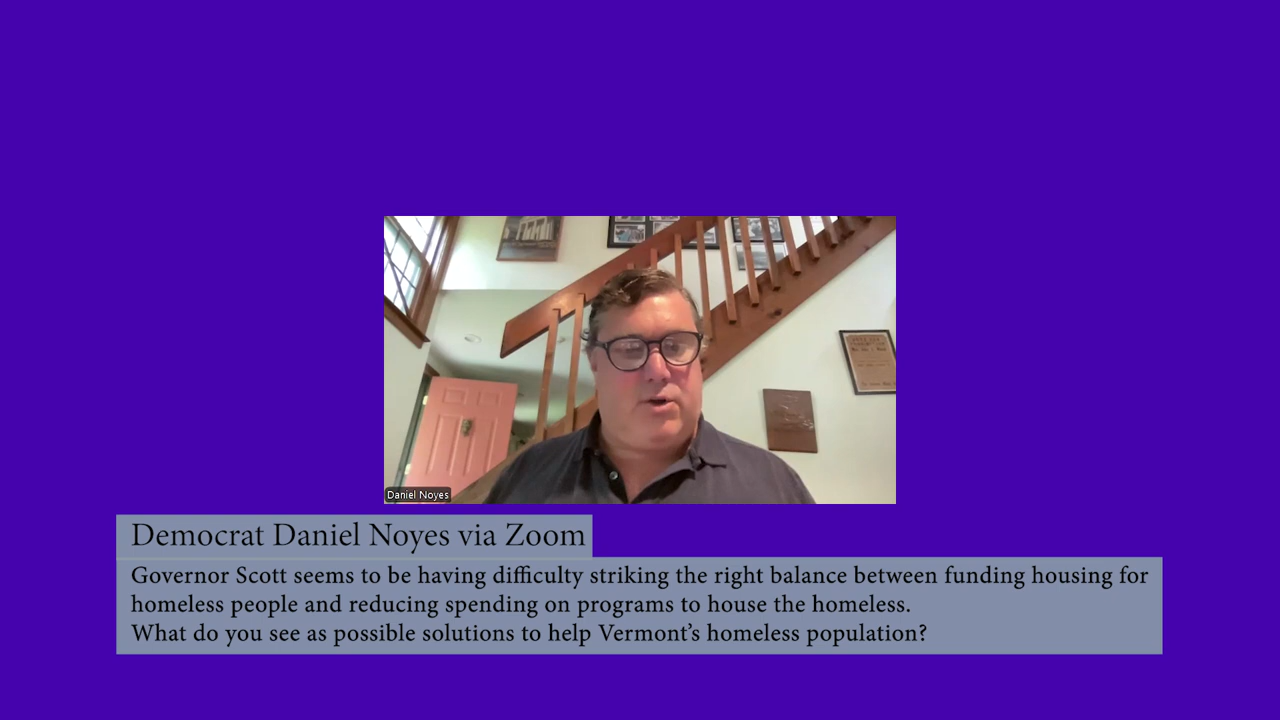 Daniel Noyes
Democrat Daniel Noyes via Zoom
Governor Scott seems to be having difficulty striking the right balance between funding housing for
homeless people and reducing spending on programs to house the homeless.
What do you see as possible solutions to help Vermont’s homeless population?